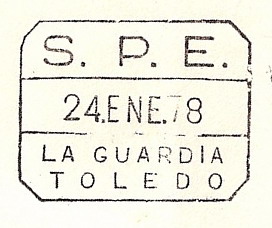 S. P. E.
24.ENE.78
LA GUARDIA
TOLEDO